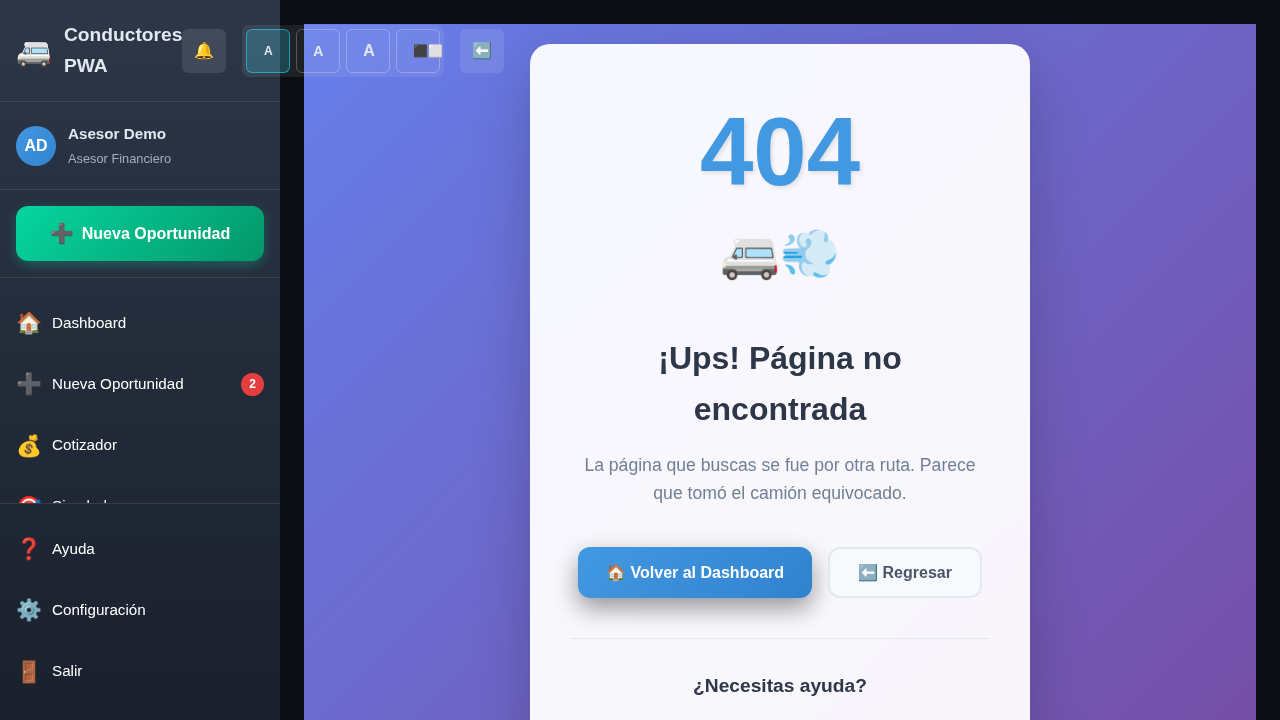 Conductores
PWA
A
A
A
AD
Asesor Demo
Asesor Financiero
Nueva Oportunidad
Dashboard
Nueva Oportunidad
2
Cotizador
Ayuda
Configuración
Salir
404
¡Ups! Página no
encontrada
La página que buscas se fue por otra ruta. Parece
que tomó el camión equivocado.
Volver al Dashboard
Regresar
¿Necesitas ayuda?